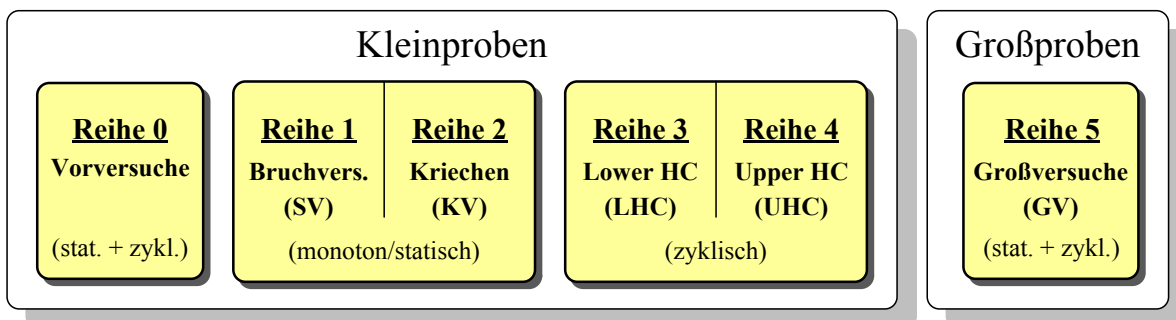 Kleinproben
Reihe 0
Vorversuche
(stat. + zykl.)
Reihe 1
Bruchvers.
(SV)
Reihe 2
Kriechen
(KV)
(monoton/statisch)
Reihe 3
Lower HC
(LHC)
Reihe 4
Upper HC
(UHC)
(zyklisch)
Großproben
Reihe 5
Großversuche
(GV)
(stat. + zykl.)